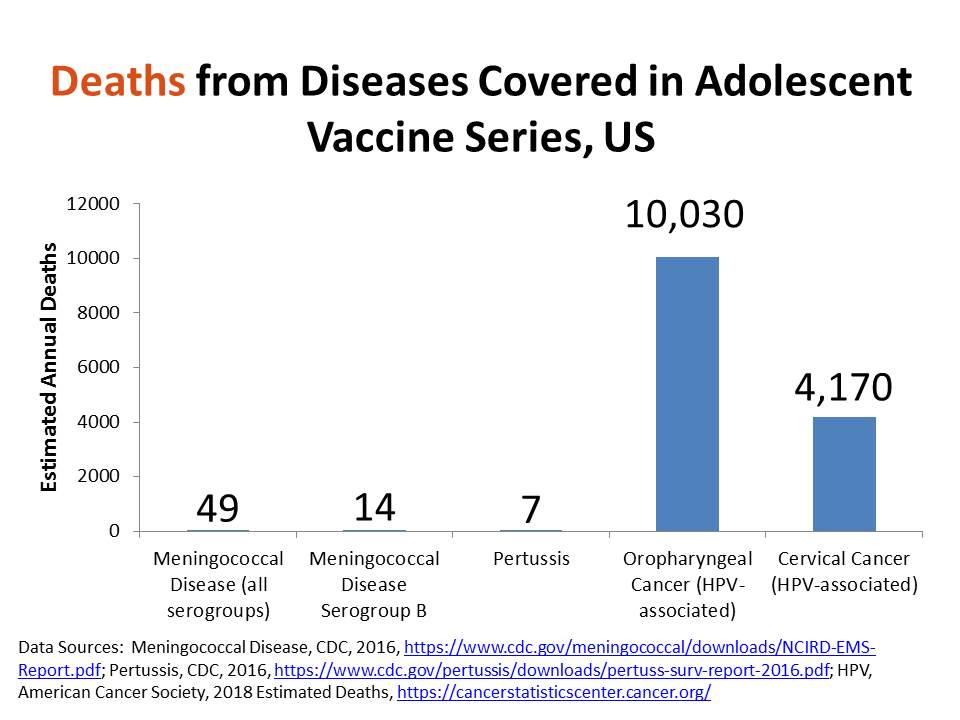 Deaths from Diseases Covered in Adolescent
Vaccine Series, US
Estimated Annual Deaths
12000
10000
8000
6000
4000
2000
0
49
14
7
10,030
4,170
Meningococcal
Disease (all
serogroups)
Meningococcal
Disease
Serogroup B
Pertussis
Oropharyngeal
Cancer (HPV-
associated)
Cervical Cancer
(HPV-associated)
Data Sources: Meningococcal Disease, CDC, 2016, https://www.cdc.gov/meningococcal/downloads/NCIRD-EMS-
Report.pdf; Pertussis, CDC, 2016, https://www.cdc.gov/pertussis/downloads/pertuss-surv-report-2016.pdf; HPV,
American Cancer Society, 2018 Estimated Deaths, https://cancerstatisticscenter.cancer.org/